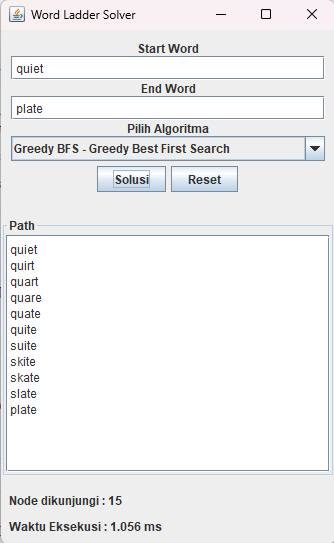 Word Ladder Solver
Start Word
quiet
End Word
plate
Pilih Algoritma
Greedy BFS - Greedy Best First Search
Solusi Reset
Path
quiet
quirt
quart
quare
quate
quite
suite
skite
skate
slate
plate
Node dikunjungi : 15
Waktu Eksekusi : 1.056 ms